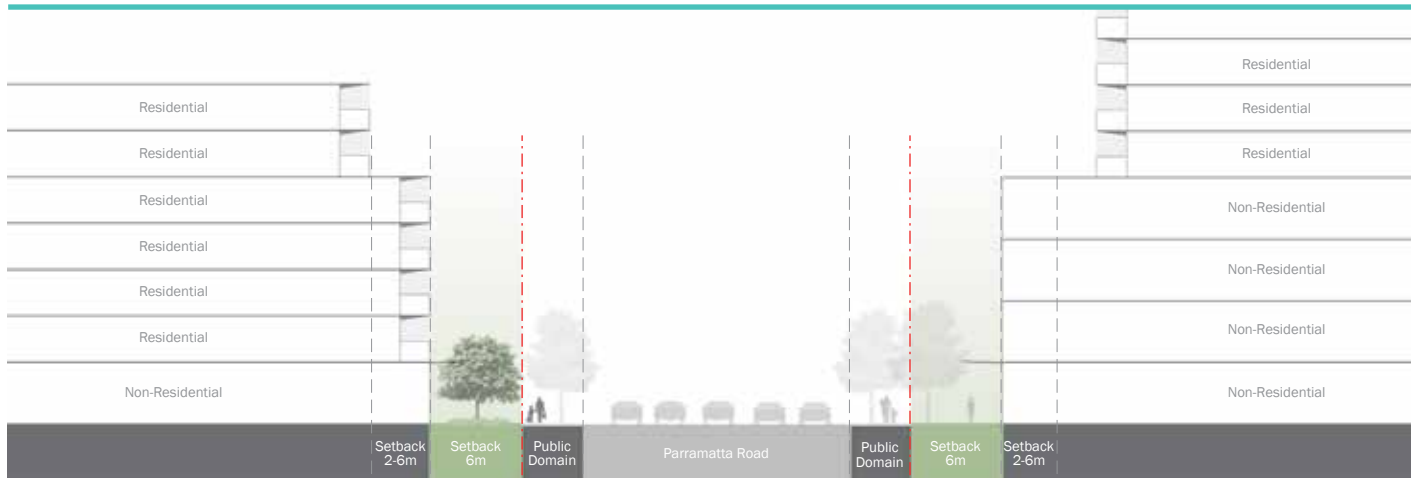 Residential
Residential
Residential
Residential
Residential
Residential
Non-Residential
Residential
Residential
Residential
Non-Residential
Non-Residential
Non-Residential
Non-Residential
Setback
2-6m
Setback
6m
Public
Domain
Parramatta Road
Public
Domain
Setback
6m
Setback
2-6m